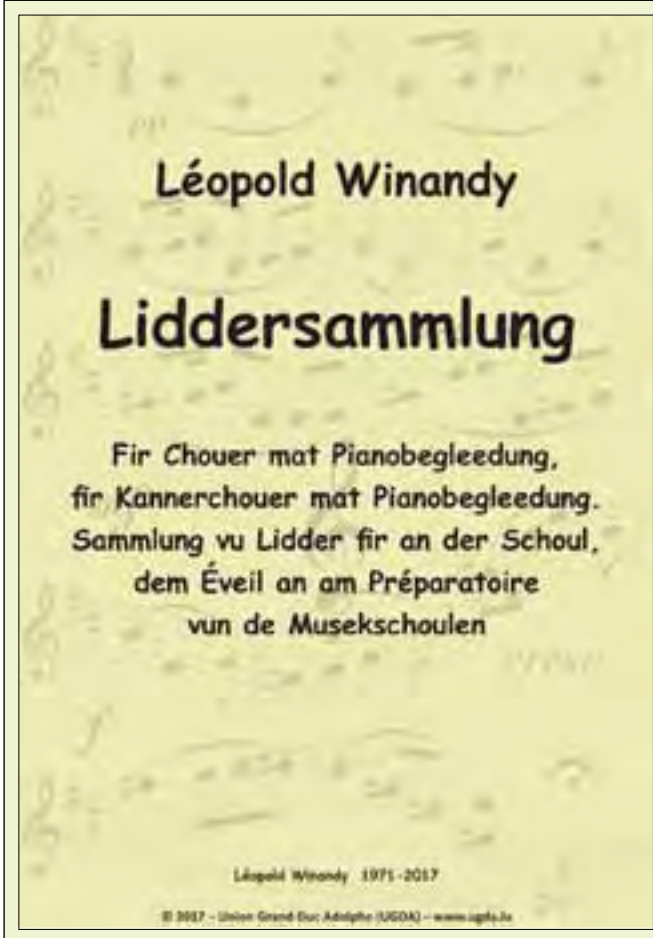 Léopold Winandy
Liddersammlung
Fir Chouer mat Pianobegleedung,
fir Kannerchouer mat Pianobegleedung.
Sammlung vu Lidder fir an der Schoul,
dem Éveil an am Préparatoire
vun de Musekschoulen
Léopold Winandy 1971-2017
© 2017 – Union Grand-Duc Adolphe (UGDA) – www.ugda.lu